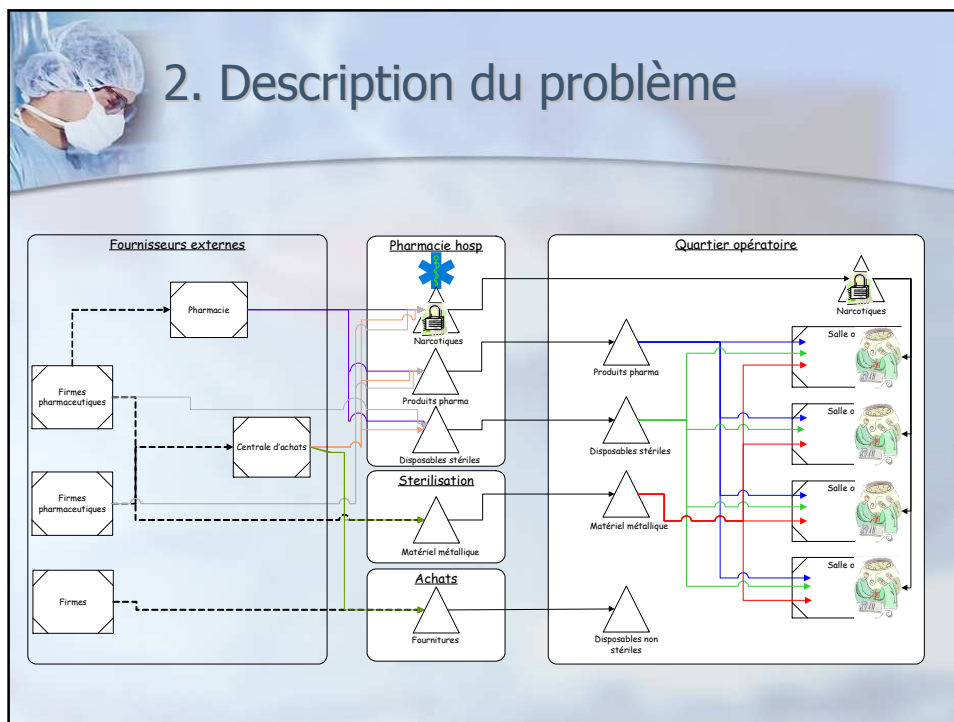 2. Description du problème
Fournisseurs externes
Pharmacie
Firmes
pharmaceutiques
Centrale d'achats
Firmes
pharmaceutiques
Firmes
Pharmacie hosp
Narcotiques
Produits pharma
Disposables stériles
Sterilisation
Matériel métallique
Achats
Fournitures
Quartier opératoire
Narcotiques
Produits pharma
Disposables stériles
Matériel métallique
Disposables non
stériles
Salle o
Salle o
Salle o
Salle o